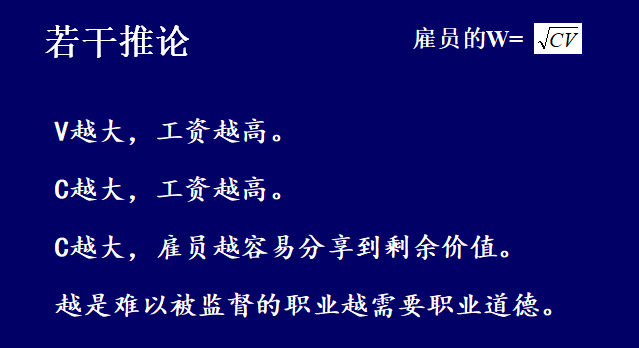 若干推论
雇员的W= √CV
V越大，工资越高。
C越大，工资越高。
C越大，雇员越容易分享到剩余价值。
越是难以被监督的职业越需要职业道德。